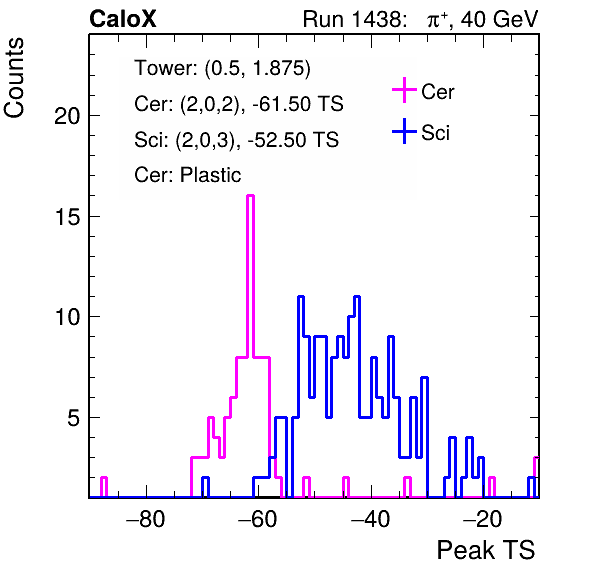 CaloX Run 1438: π⁺, 40 GeV
Counts
Tower: (0.5, 1.875)
Cer: (2,0,2), -61.50 TS
Sci: (2,0,3), -52.50 TS
Cer: Plastic
Cer
Sci
20
15
10
5
−80 −60 −40 −20
Peak TS